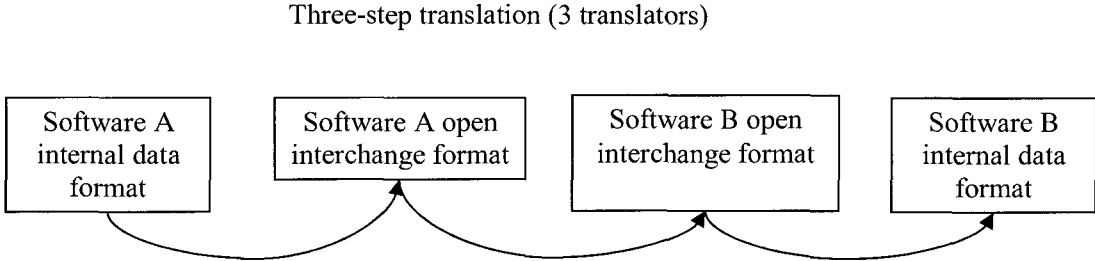 Three-step translation (3 translators)
Software A
internal data
format
Software A open
interchange format
Software B open
interchange format
Software B
internal data
format